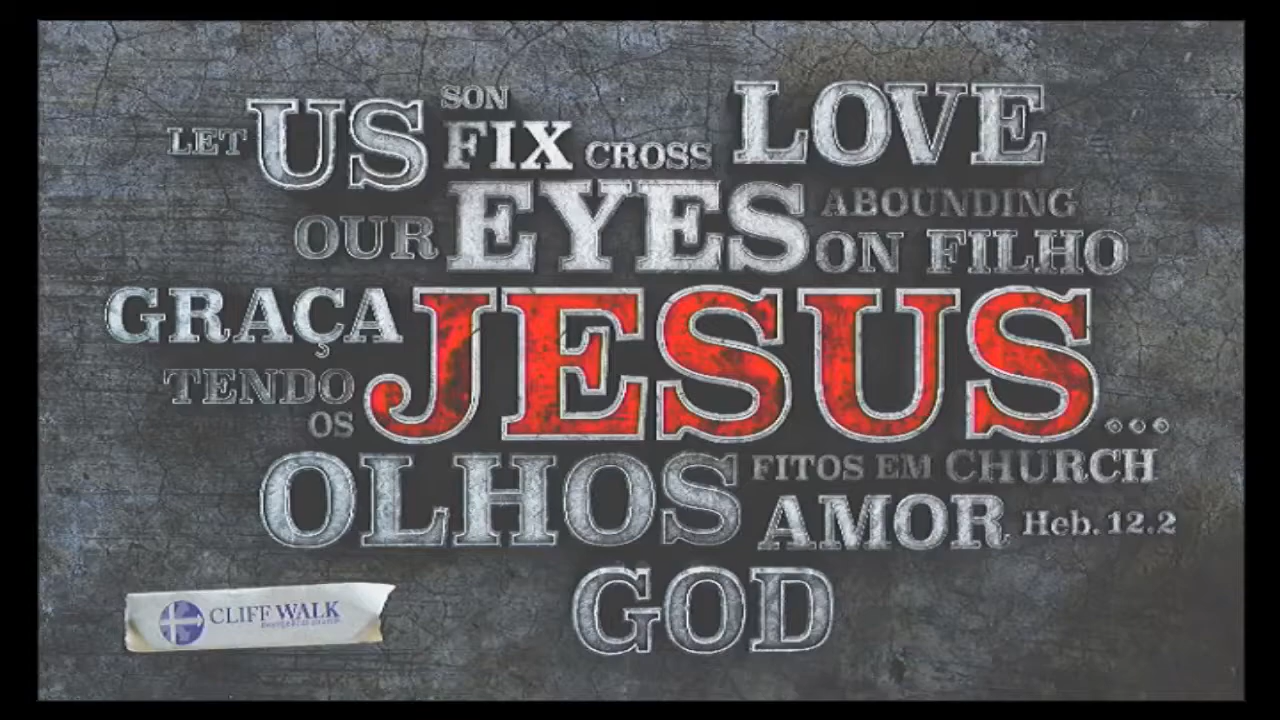 SON LOVE
LET US FIX CROSS
OUR EYES ABOUNDING
ON FILHO
GRAÇA JESUS...
TENDO
OS
OLHOS FITOS EM CHURCH
AMOR Heb. 12.2
GOD
CLIFF WALK